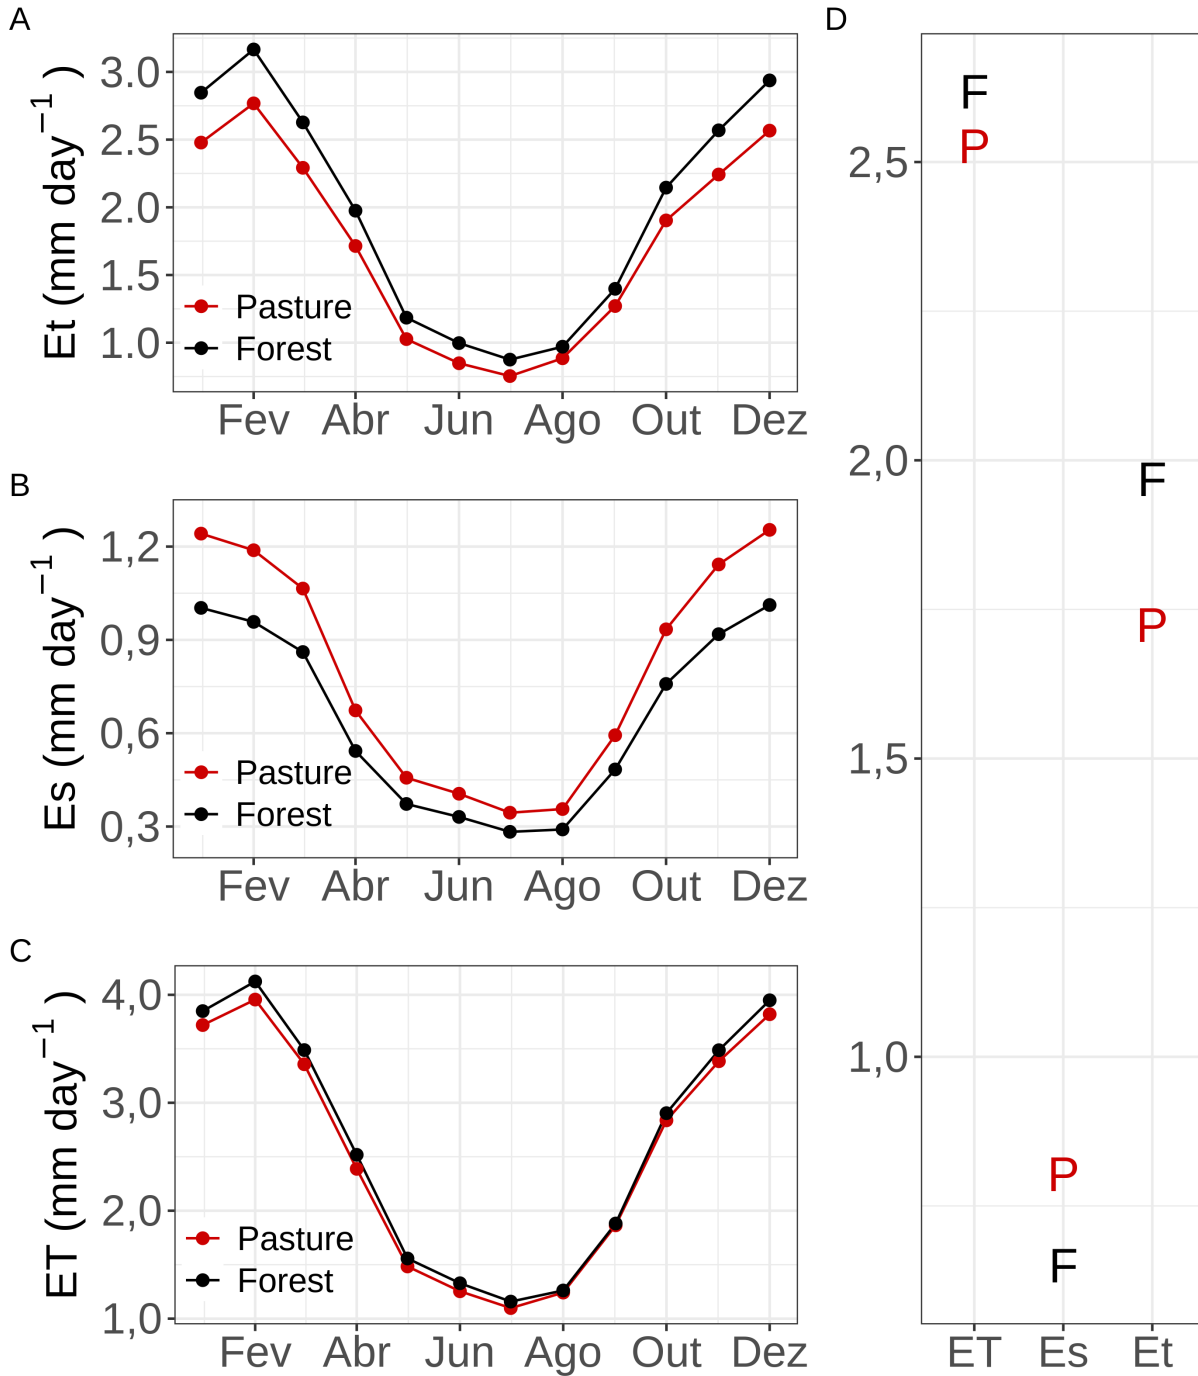 A
Et (mm day−1 )
3.0
2.5
2.0
1.5
1.0
Pasture
Forest
Fev Abr Jun Ago Out Dez
B
Es (mm day−1 )
1,2
0,9
0,6
0,3
Pasture
Forest
Fev Abr Jun Ago Out Dez
C
ET (mm day−1 )
4,0
3,0
2,0
1,0
Pasture
Forest
Fev Abr Jun Ago Out Dez
D
2,5
2,0
1,5
1,0
F
P
F
P
P
F
ET Es Et